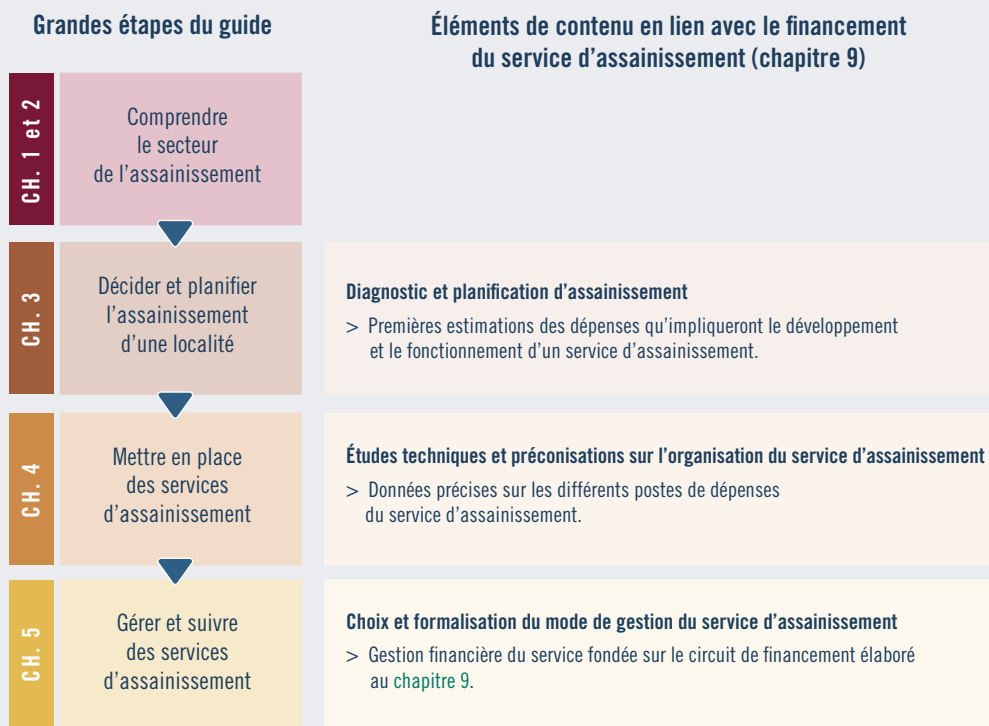 Grandes étapes du guide
Éléments de contenu en lien avec le financement
du service d'assainissement (chapitre 9)
CH. 1 et 2
Comprendre
le secteur
de l'assainissement
CH. 3
Décider et planifier
l'assainissement
d'une localité
Diagnostic et planification d'assainissement
> Premières estimations des dépenses qu'impliqueront le développement
et le fonctionnement d'un service d'assainissement.
CH. 4
Mettre en place
des services
d'assainissement
Études techniques et préconisations sur l'organisation du service d'assainissement
> Données précises sur les différents postes de dépenses
du service d'assainissement.
CH. 5
Gérer et suivre
des services
d'assainissement
Choix et formalisation du mode de gestion du service d'assainissement
> Gestion financière du service fondée sur le circuit de financement élaboré
au chapitre 9.